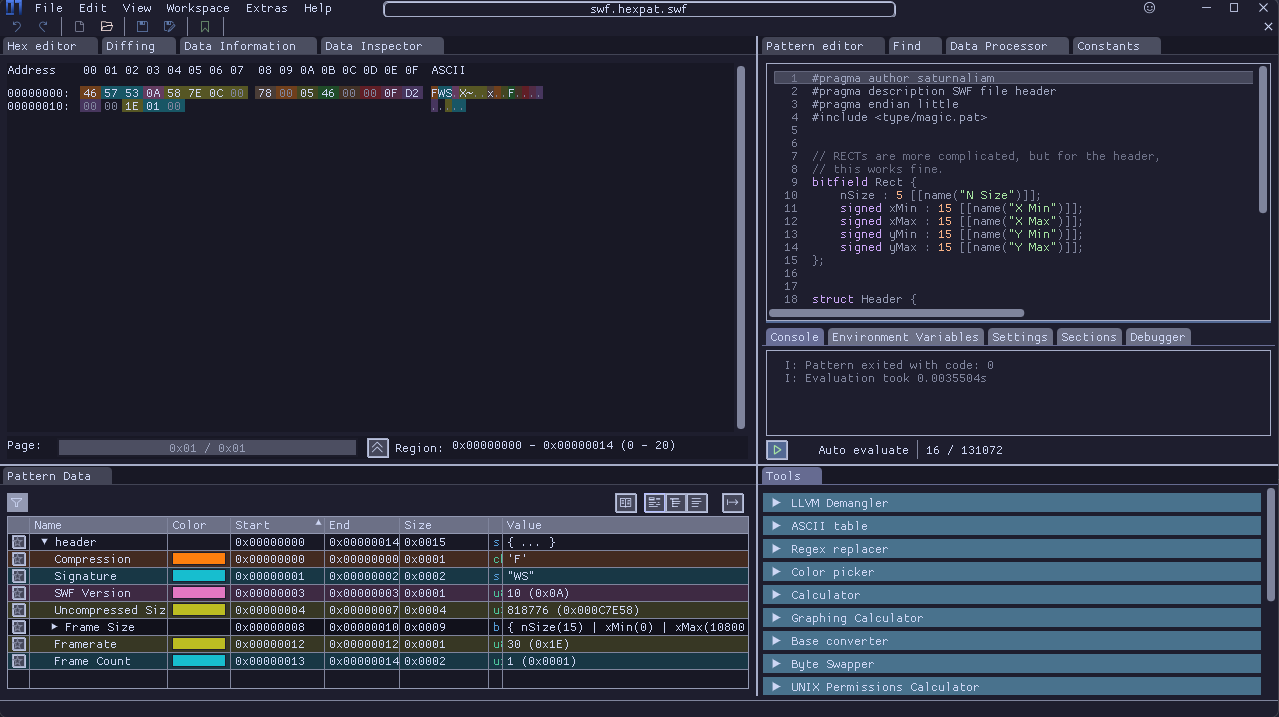 File Edit View Workspace Extras Help swf.hexpat.swf
Hex editor Diffing Data Information Data Inspector
Address 00 01 02 03 04 05 06 07 08 09 0A 0B 0C 0D 0E 0F ASCII
00000000: 46 57 53 0A 58 7E 0C 00 78 00 05 46 00 00 0F D2 FWS.X~..x..F....
00000010: 00 00 1E 01 00 .....
Page: 0x01 / 0x01 Region: 0x00000000 - 0x00000014 (0 - 20)
Pattern editor Find Data Processor Constants
1 #pragma author saturnaliam
2 #pragma description SWF file header
3 #pragma endian little
4 #include <type/magic.pat>
5
6
7 // RECTs are more complicated, but for the header,
8 // this works fine.
9 bitfield Rect {
10 nSize : 5 [[name("N Size")]];
11 signed xMin : 15 [[name("X Min")]];
12 signed xMax : 15 [[name("X Max")]];
13 signed yMin : 15 [[name("Y Min")]];
14 signed yMax : 15 [[name("Y Max")]];
15 };
16
17
18 struct Header {
Console Environment Variables Settings Sections Debugger
I: Pattern exited with code: 0
I: Evaluation took 0.0035504s
Auto evaluate 16 / 131072
Pattern Data
Name Color Start End Size Value
header 0x00000000 0x00000014 0x0015 s { ... }
Compression 0x00000000 0x00000000 0x0001 'F'
Signature 0x00000001 0x00000002 0x0002 s "WS"
SWF Version 0x00000003 0x00000003 0x0001 u 10 (0x0A)
Uncompressed Siz 0x00000004 0x00000007 0x0004 u 818776 (0x000C7E58)
Frame Size 0x00000008 0x00000010 0x0009 b { nSize(15) | xMin(0) | xMax(10800
Framerate 0x00000012 0x00000012 0x0001 u 30 (0x1E)
Frame Count 0x00000013 0x00000014 0x0002 u 1 (0x0001)
Tools
LLVM Demangler
ASCII table
Regex replacer
Color picker
Calculator
Graphing Calculator
Base converter
Byte Swapper
UNIX Permissions Calculator